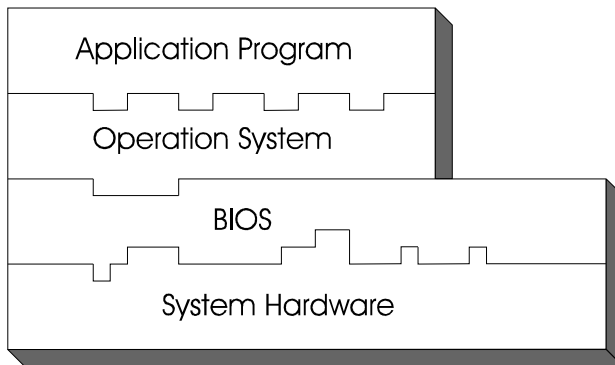 Application Program
Operation System
BIOS
System Hardware